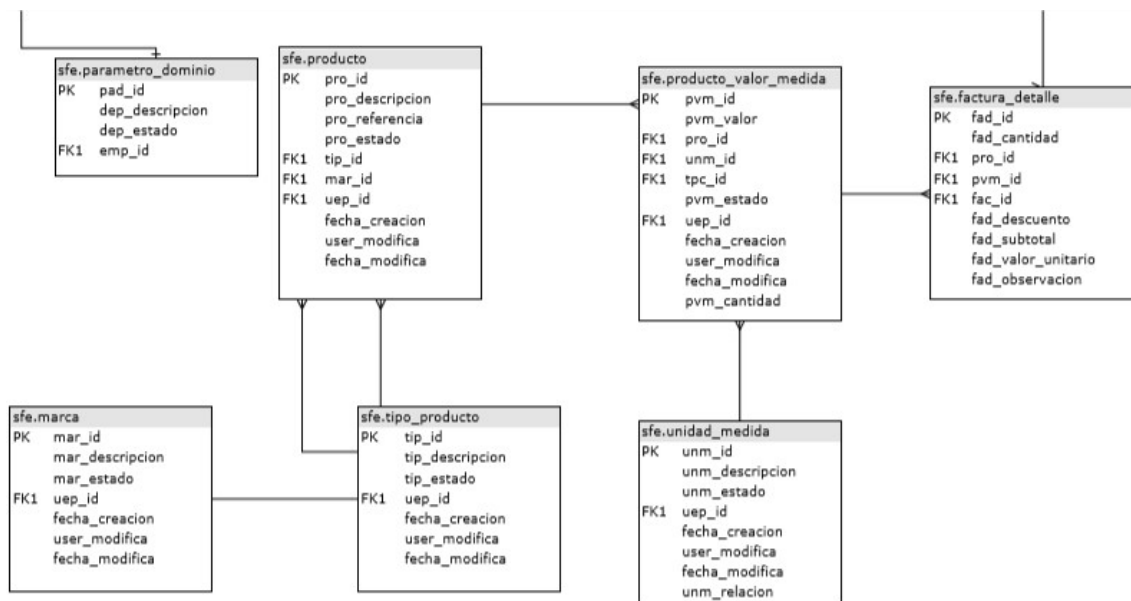 sfe.parametro_dominio
PK pad_id
dep_descripcion
dep_estado
FK1 emp_id
sfe.producto
PK pro_id
pro_descripcion
pro_referencia
pro_estado
FK1 tip_id
FK1 mar_id
FK1 uep_id
fecha_creacion
user_modifica
fecha_modifica
sfe.producto_valor_medida
PK pvm_id
pvm_valor
FK1 pro_id
FK1 unm_id
FK1 tpc_id
pvm_estado
FK1 uep_id
fecha_creacion
user_modifica
fecha_modifica
pvm_cantidad
sfe.factura_detalle
PK fad_id
fad_cantidad
FK1 pro_id
FK1 pvm_id
FK1 fac_id
fad_descuento
fad_subtotal
fad_valor_unitario
fad_observacion
sfe.marca
PK mar_id
mar_descripcion
mar_estado
FK1 uep_id
fecha_creacion
user_modifica
fecha_modifica
sfe.tipo_producto
PK tip_id
tip_descripcion
tip_estado
FK1 uep_id
fecha_creacion
user_modifica
fecha_modifica
sfe.unidad_medida
PK unm_id
unm_descripcion
unm_estado
FK1 uep_id
fecha_creacion
user_modifica
fecha_modifica
unm_relacion